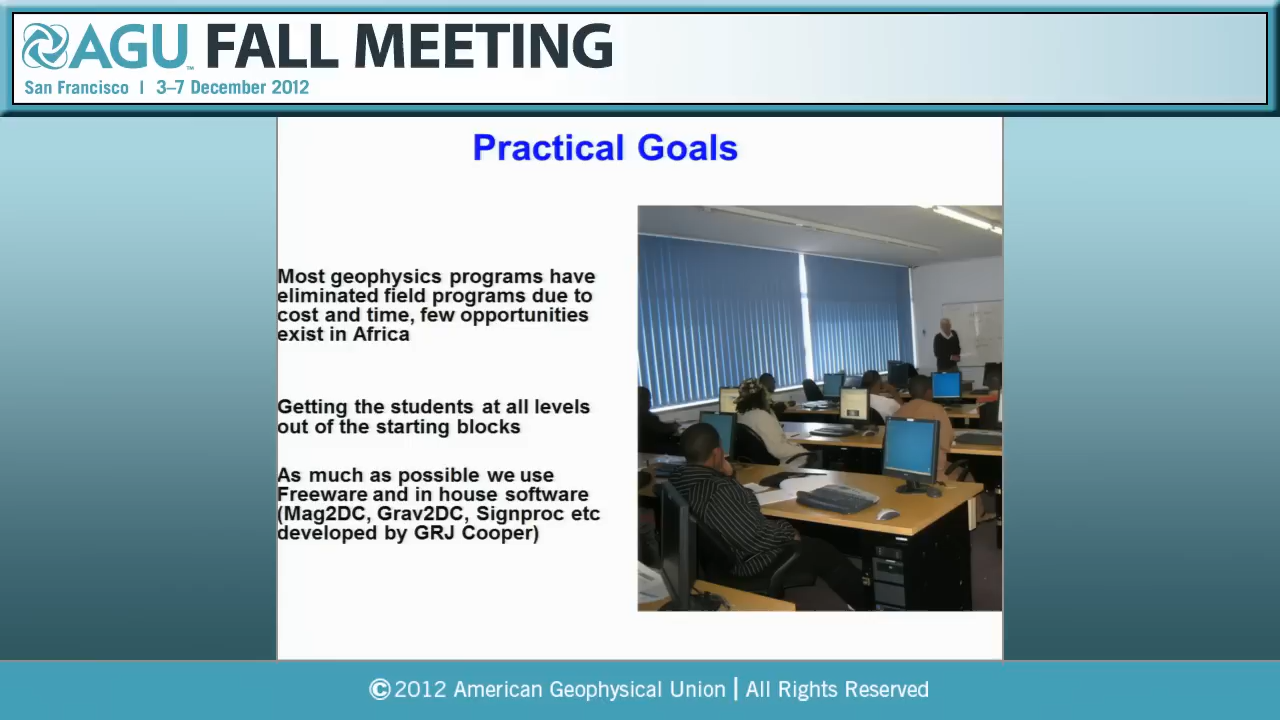 AGU™ FALL MEETING
San Francisco | 3–7 December 2012
Practical Goals
Most geophysics programs have
eliminated field programs due to
cost and time, few opportunities
exist in Africa
Getting the students at all levels
out of the starting blocks
As much as possible we use
Freeware and in house software
(Mag2DC, Grav2DC, Signproc etc
developed by GRJ Cooper)
©2012 American Geophysical Union | All Rights Reserved